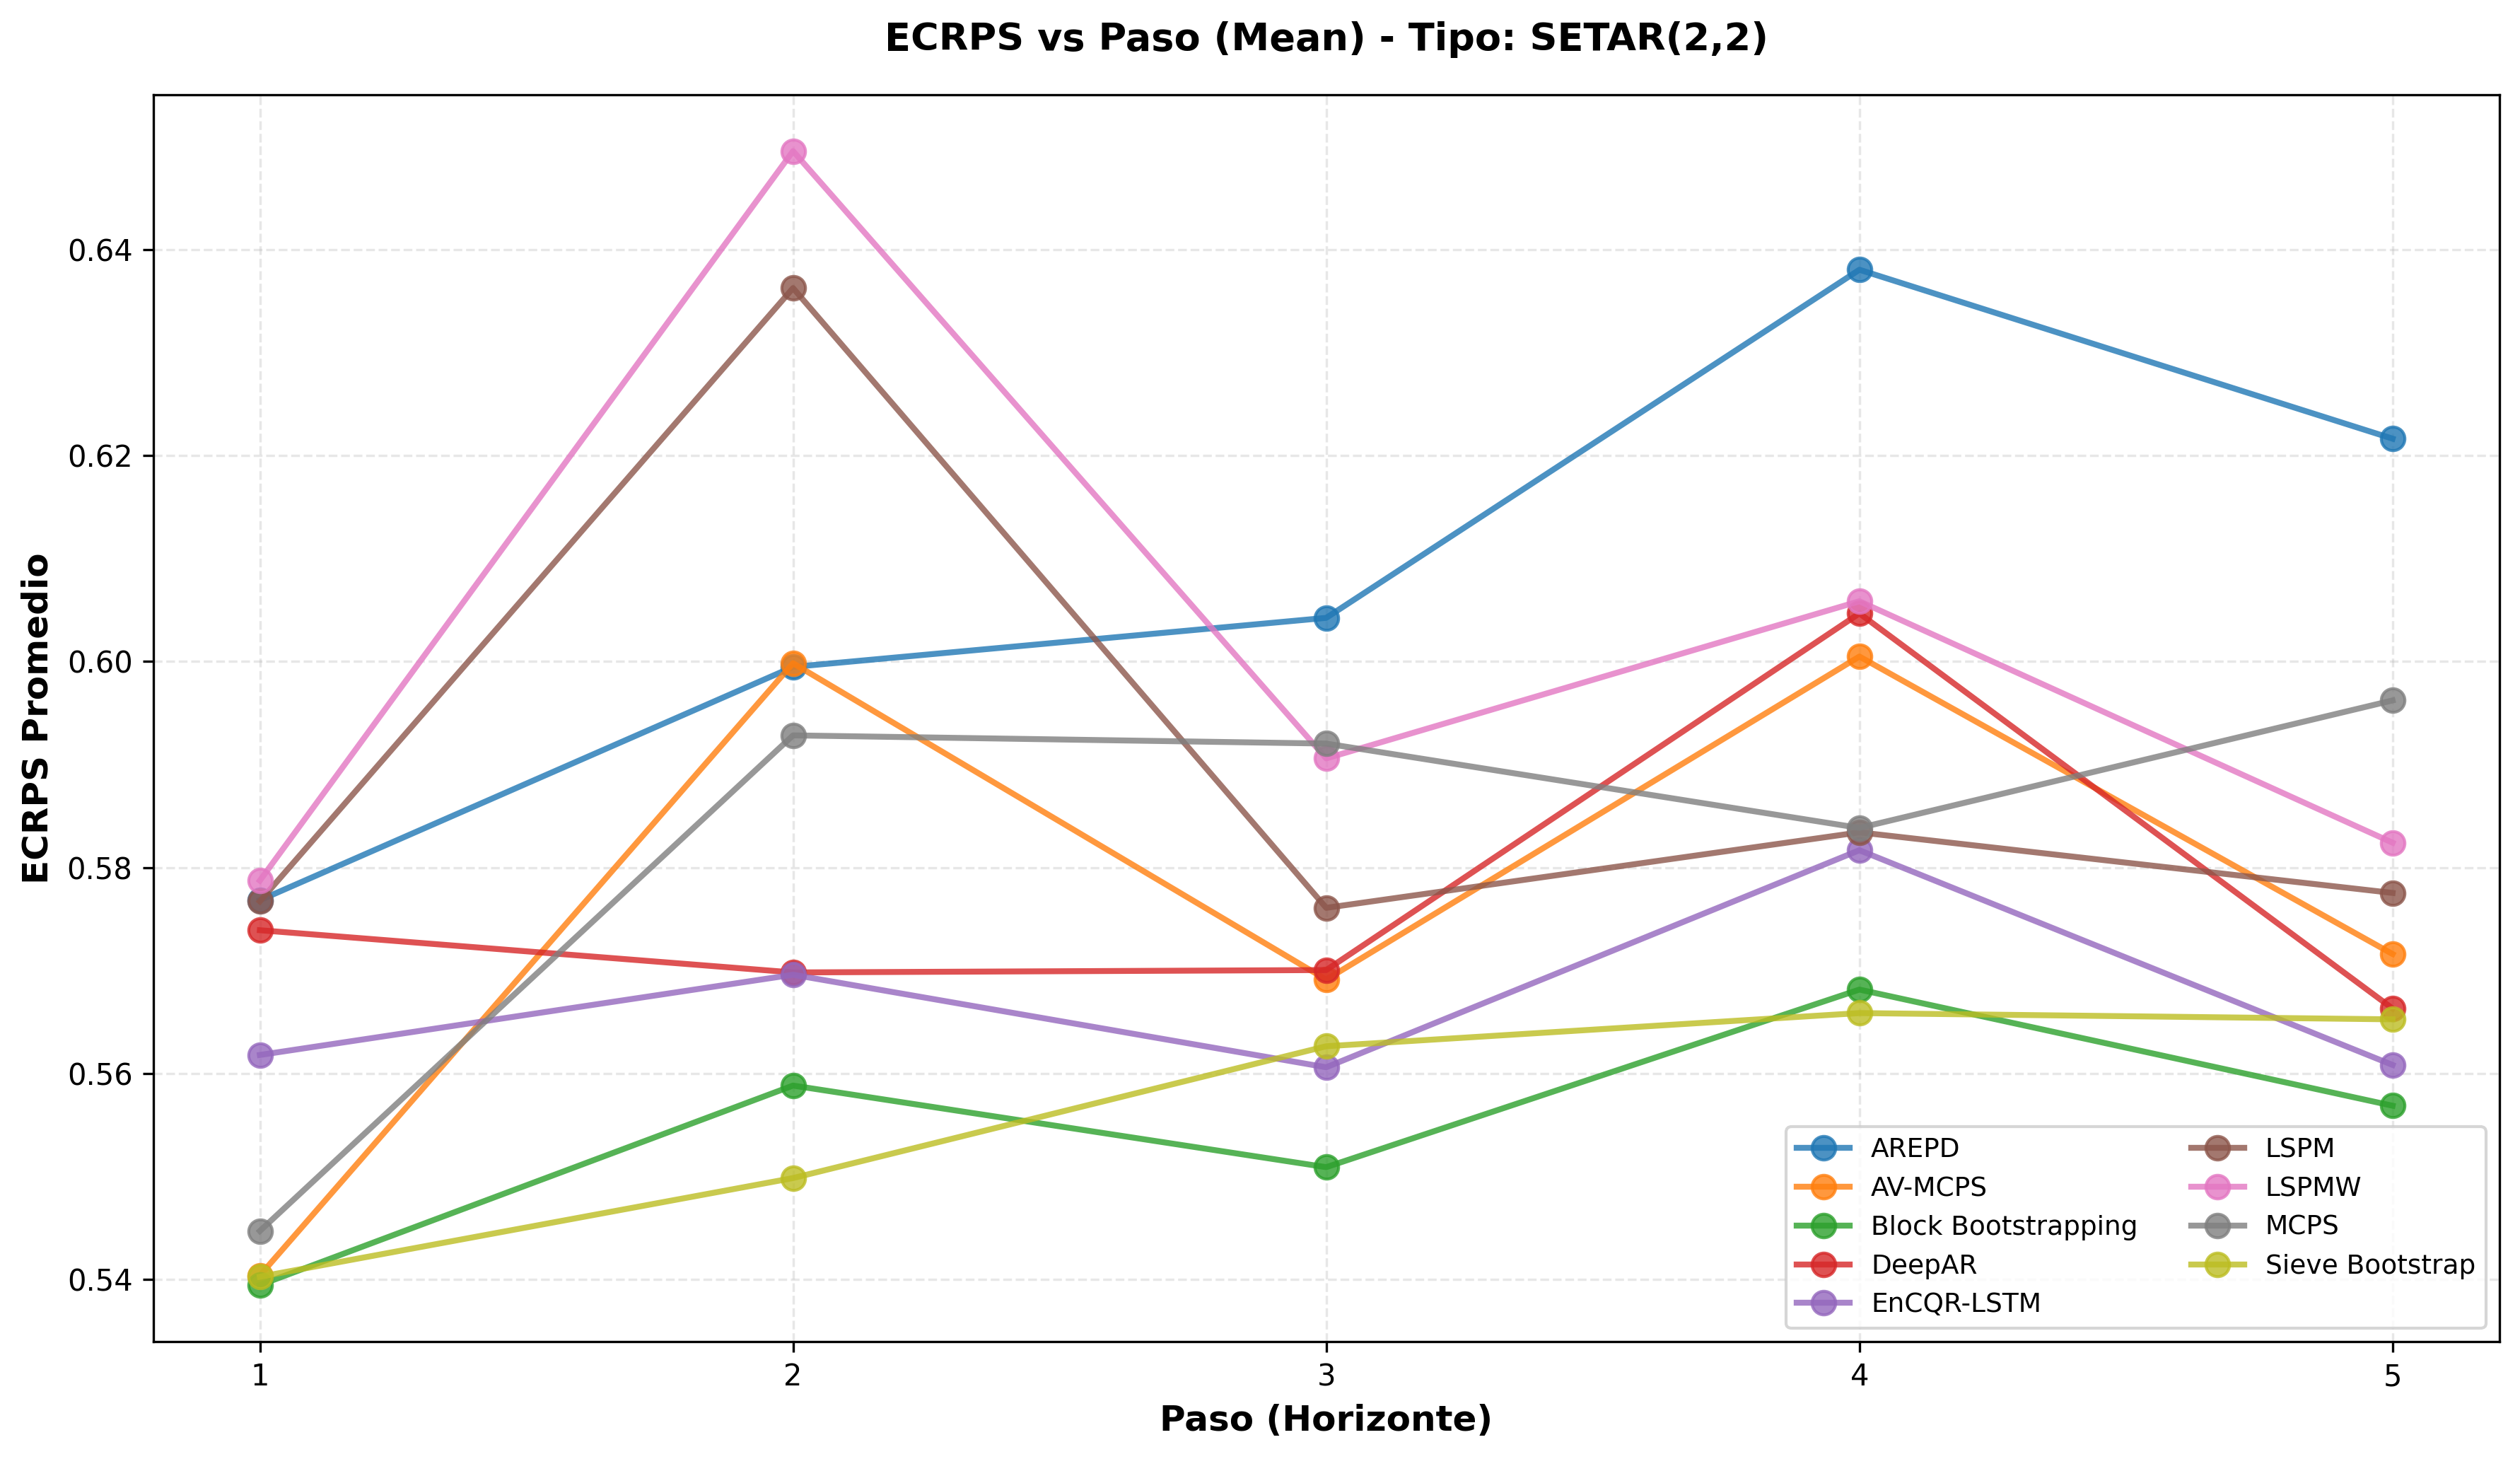 ECRPS vs Paso (Mean) - Tipo: SETAR(2,2)
ECRPS Promedio
0.64
0.62
0.60
0.58
0.56
0.54
1 2 3 4 5
Paso (Horizonte)
AREPD
AV-MCPS
Block Bootstrapping
DeepAR
EnCQR-LSTM
LSPM
LSPMW
MCPS
Sieve Bootstrap